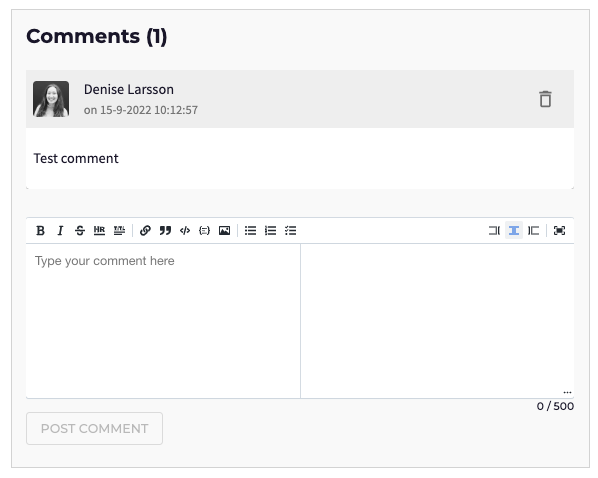 Comments (1)
Denise Larsson
on 15-9-2022 10:12:57
Test comment
B I S HR
Type your comment here
0 / 500
POST COMMENT